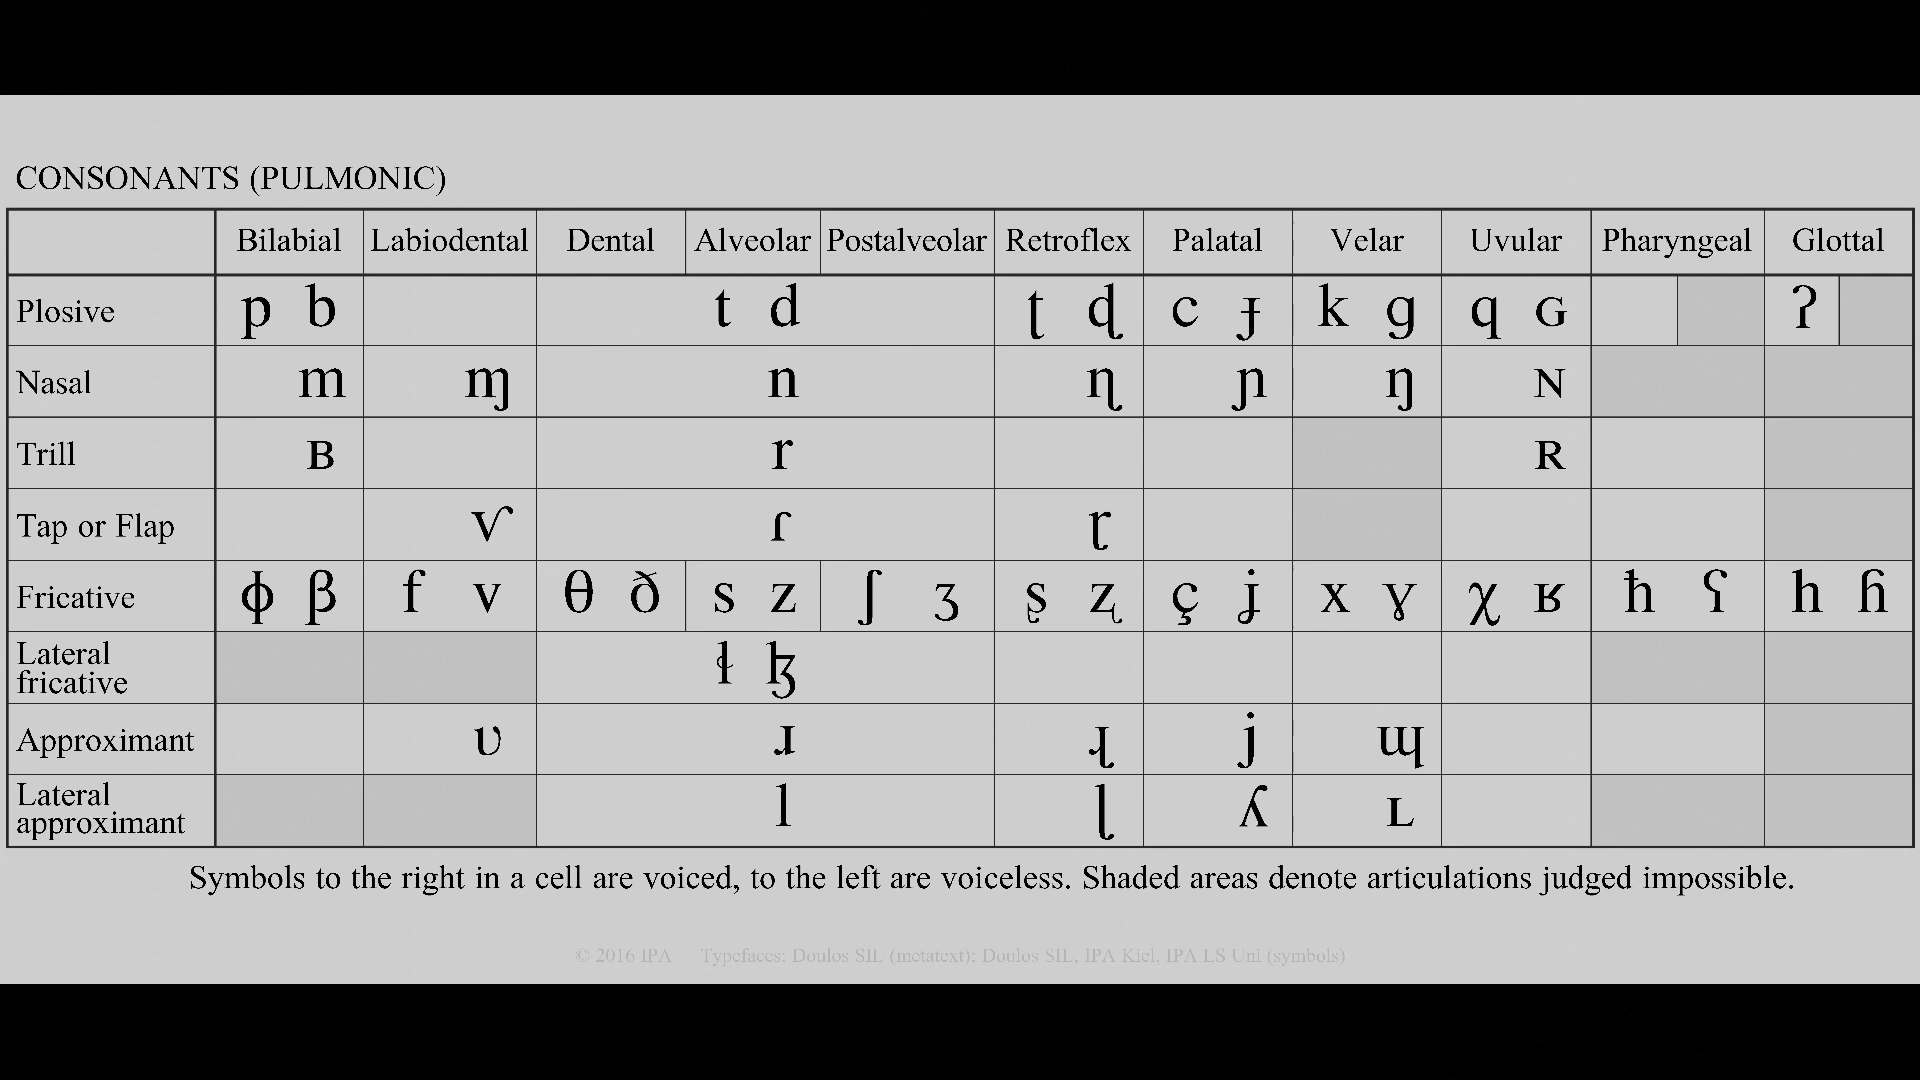 CONSONANTS (PULMONIC)
Bilabial Labiodental Dental Alveolar Postalveolar Retroflex Palatal Velar Uvular Pharyngeal Glottal
Plosive p b t d ʈ ɖ c ɟ k ɡ q ɢ ʔ
Nasal m ɱ n ɳ ɲ ŋ ɴ
Trill ʙ r ʀ
Tap or Flap ⱱ ɾ ɽ
Fricative ɸ β f v θ ð s z ʃ ʒ ʂ ʐ ç ʝ x ɣ χ ʁ ħ ʕ h ɦ
Lateral
fricative ɬ ɮ
Approximant ʋ ɹ ɻ j ɰ
Lateral
approximant l ɭ ʎ ʟ
Symbols to the right in a cell are voiced, to the left are voiceless. Shaded areas denote articulations judged impossible.
© 2016 IPA Typefaces: Doulos SIL (metatext); Doulos SIL, IPA Kiel, IPA LS Uni (symbols)